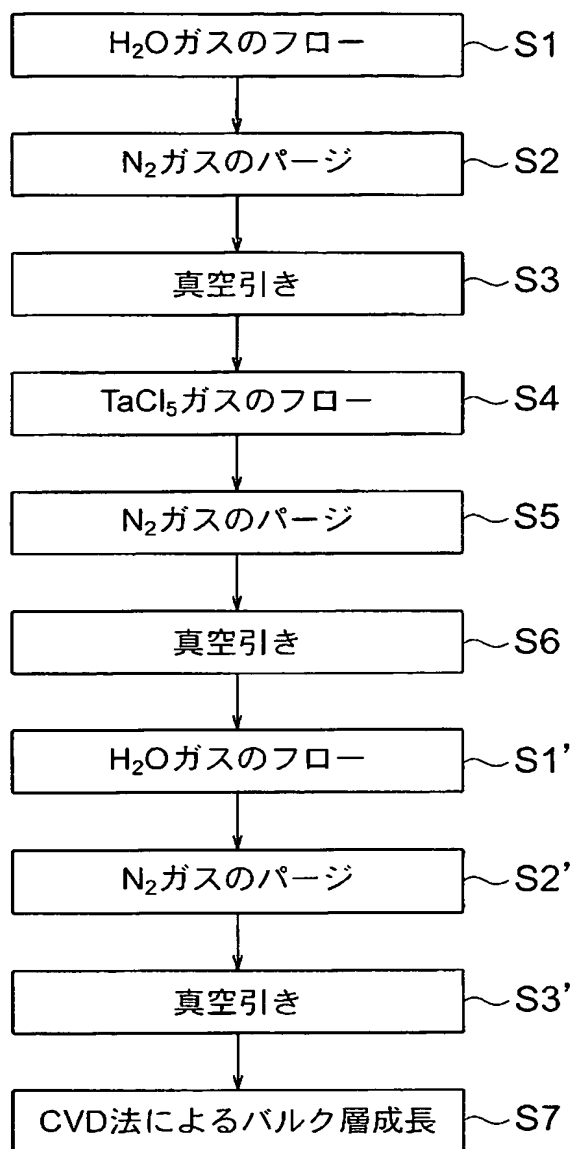 H₂Oガスのフロー S1
N₂ガスのパージ S2
真空引き S3
TaCl₅ガスのフロー S4
N₂ガスのパージ S5
真空引き S6
H₂Oガスのフロー S1’
N₂ガスのパージ S2’
真空引き S3’
CVD法によるバルク層成長 S7